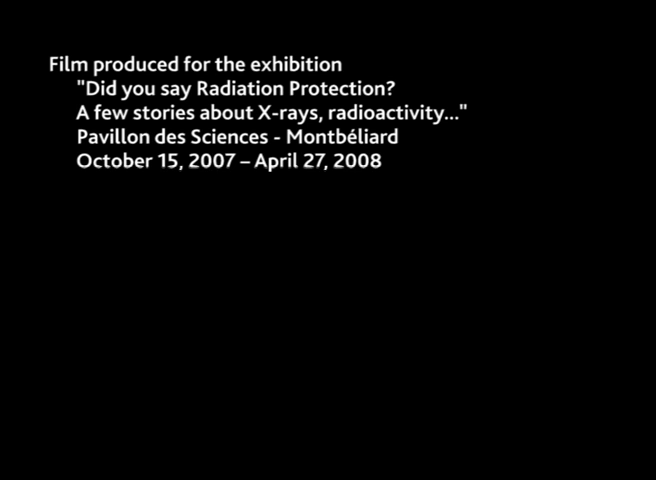 Film produced for the exhibition
"Did you say Radiation Protection?
A few stories about X-rays, radioactivity..."
Pavillon des Sciences - Montbéliard
October 15, 2007 – April 27, 2008